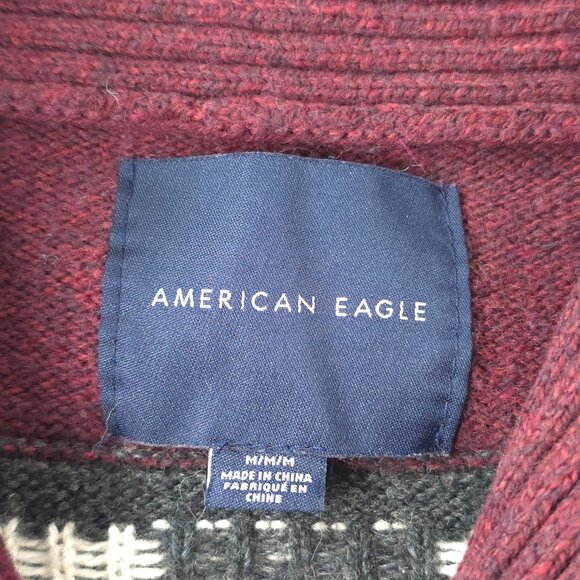 AMERICAN EAGLE
M/M/M
MADE IN CHINA
FABRIQUÉ EN
CHINE